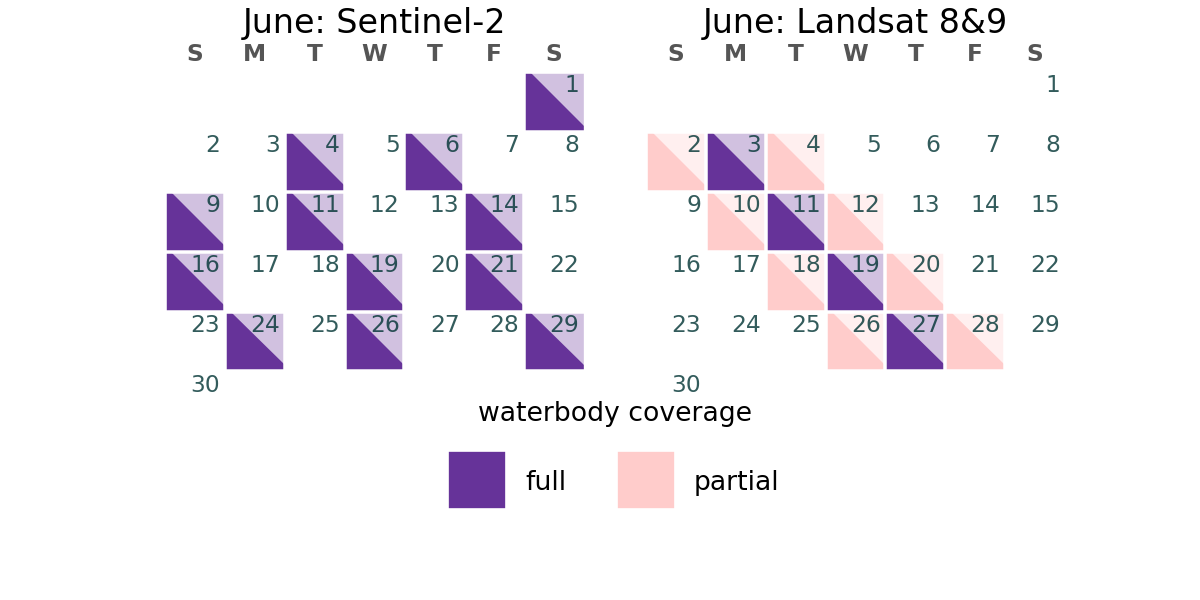 June: Sentinel-2 June: Landsat 8&9
S M T W T F S S M T W T F S
1 1
2 3 4 5 6 7 8 2 3 4 5 6 7 8
9 10 11 12 13 14 15 9 10 11 12 13 14 15
16 17 18 19 20 21 22 16 17 18 19 20 21 22
23 24 25 26 27 28 29 23 24 25 26 27 28 29
30 30
waterbody coverage
full partial